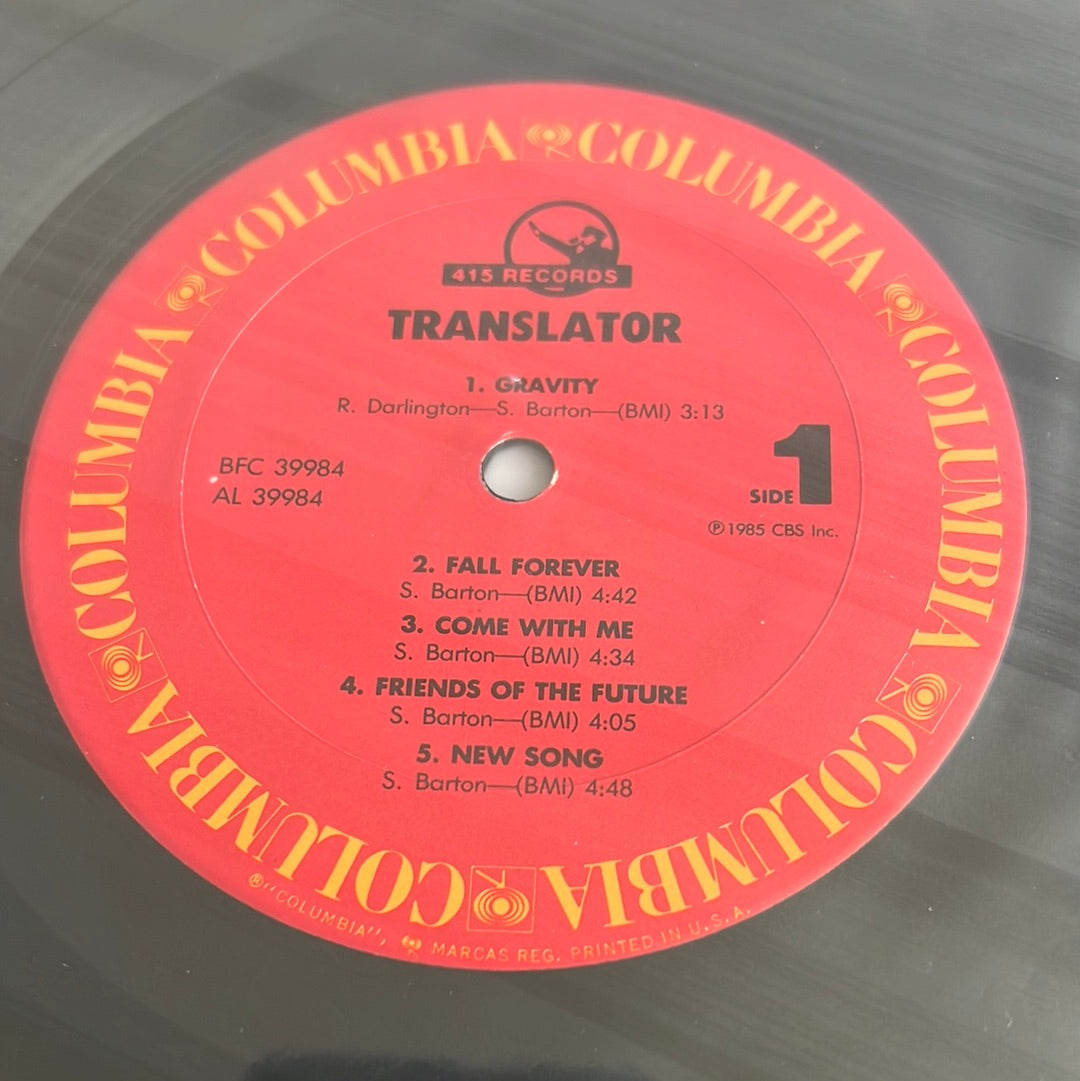 COLUMBIA COLUMBIA COLUMBIA COLUMBIA COLUMBIA COLUMBIA COLUMBIA COLUMBIA
415 RECORDS
TRANSLATOR
1. GRAVITY
R. Darlington—S. Barton—(BMI) 3:13
BFC 39984
AL 39984
SIDE 1
℗ 1985 CBS Inc.
2. FALL FOREVER
S. Barton—(BMI) 4:42
3. COME WITH ME
S. Barton—(BMI) 4:34
4. FRIENDS OF THE FUTURE
S. Barton—(BMI) 4:05
5. NEW SONG
S. Barton—(BMI) 4:48
® "COLUMBIA", MARCAS REG. PRINTED IN U.S.A.